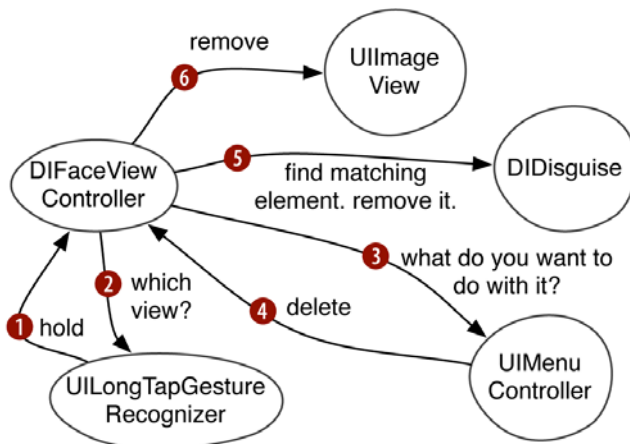 remove
6
UIImage
View
5
DIFaceView
Controller
find matching
element. remove it.
DIDisguise
3
what do you want to
do with it?
2
which
view?
4
delete
1
hold
UILongTapGesture
Recognizer
UIMenu
Controller